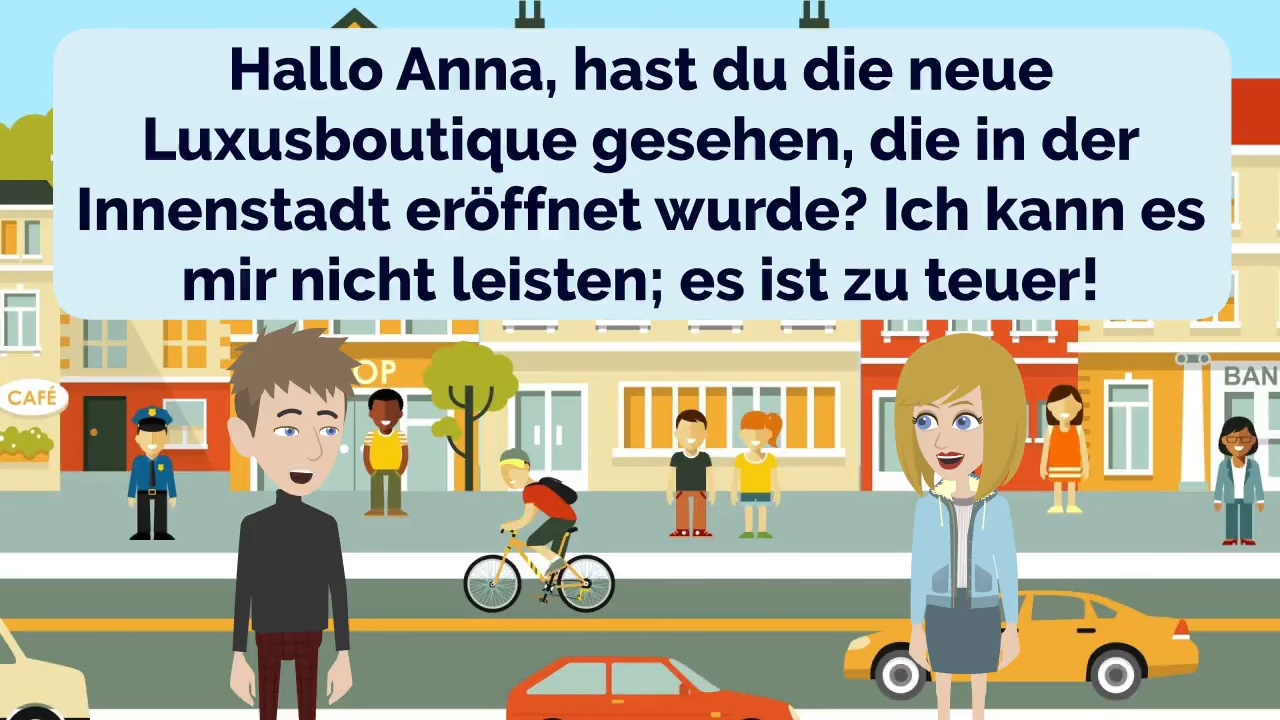 Hallo Anna, hast du die neue
Luxusboutique gesehen, die in der
Innenstadt eröffnet wurde? Ich kann es
mir nicht leisten; es ist zu teuer!
OP
CAFÉ
BAN